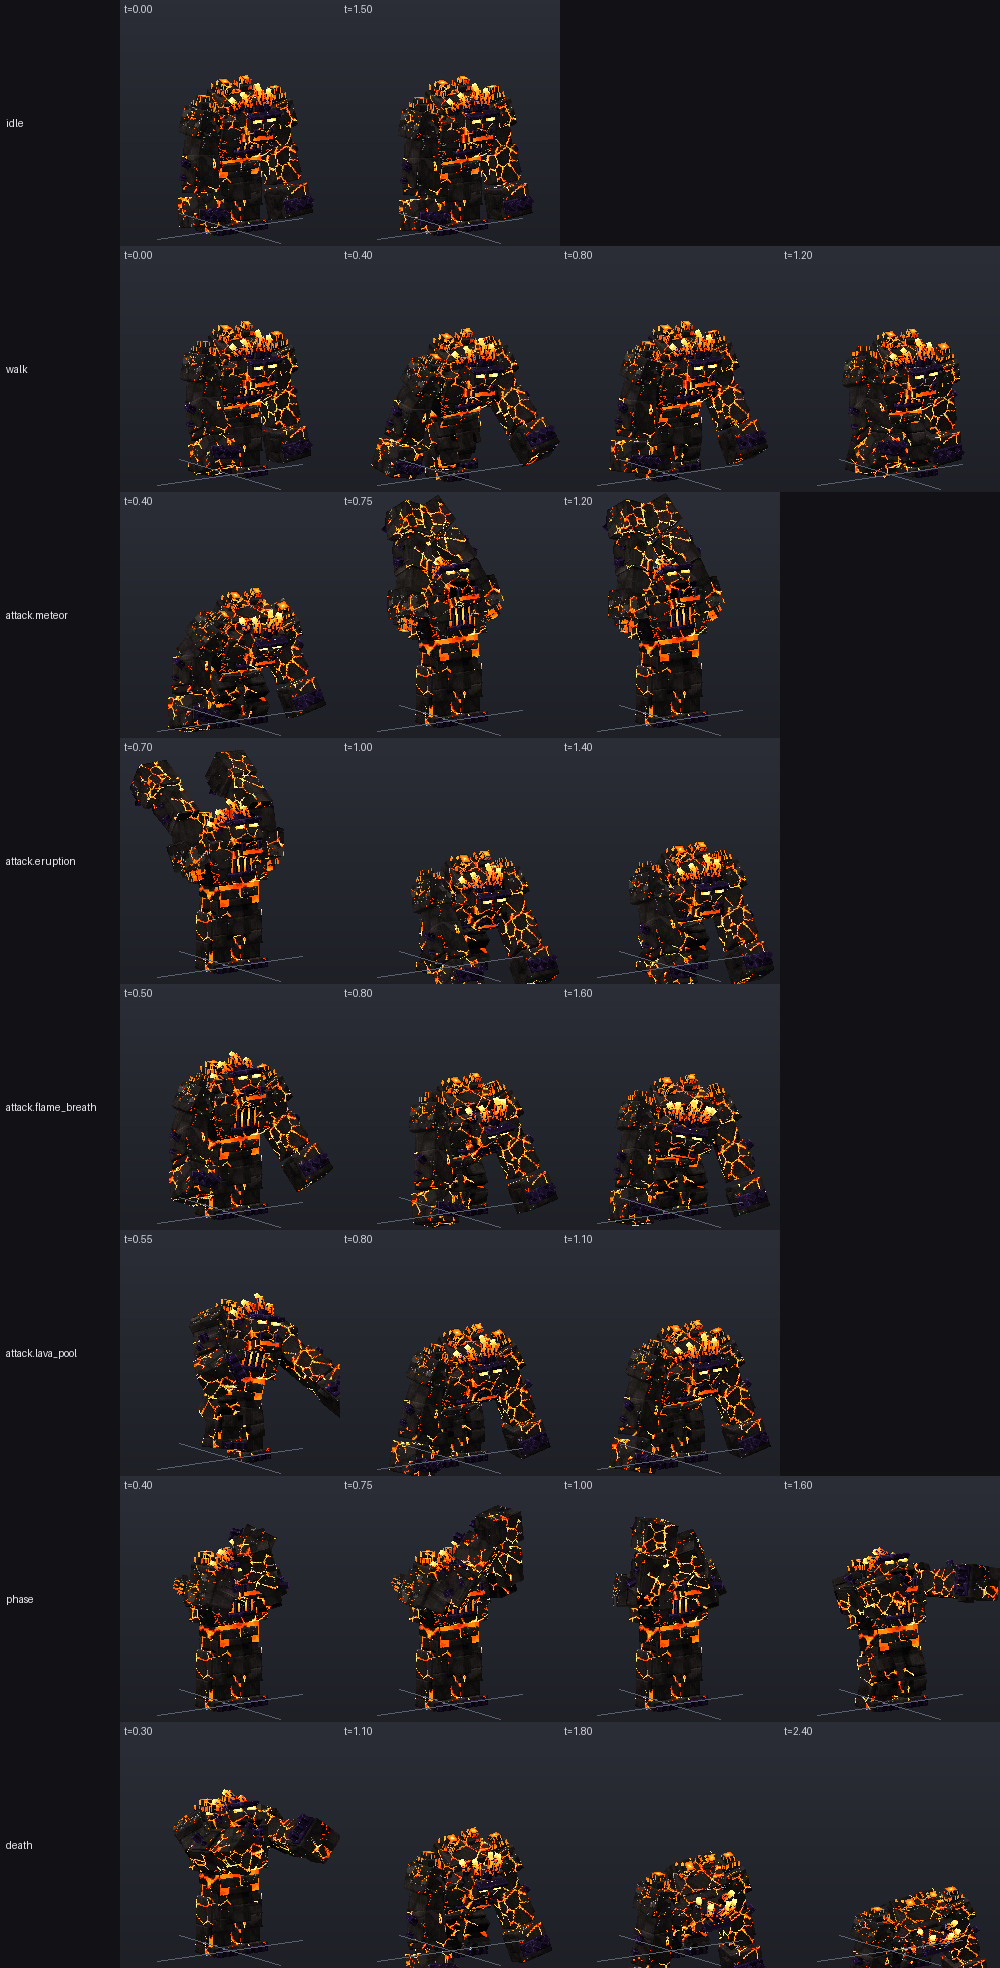 t=0.00 t=1.50
idle
t=0.00 t=0.40 t=0.80 t=1.20
walk
t=0.40 t=0.75 t=1.20
attack.meteor
t=0.70 t=1.00 t=1.40
attack.eruption
t=0.50 t=0.80 t=1.60
attack.flame_breath
t=0.55 t=0.80 t=1.10
attack.lava_pool
t=0.40 t=0.75 t=1.00 t=1.60
phase
t=0.30 t=1.10 t=1.80 t=2.40
death